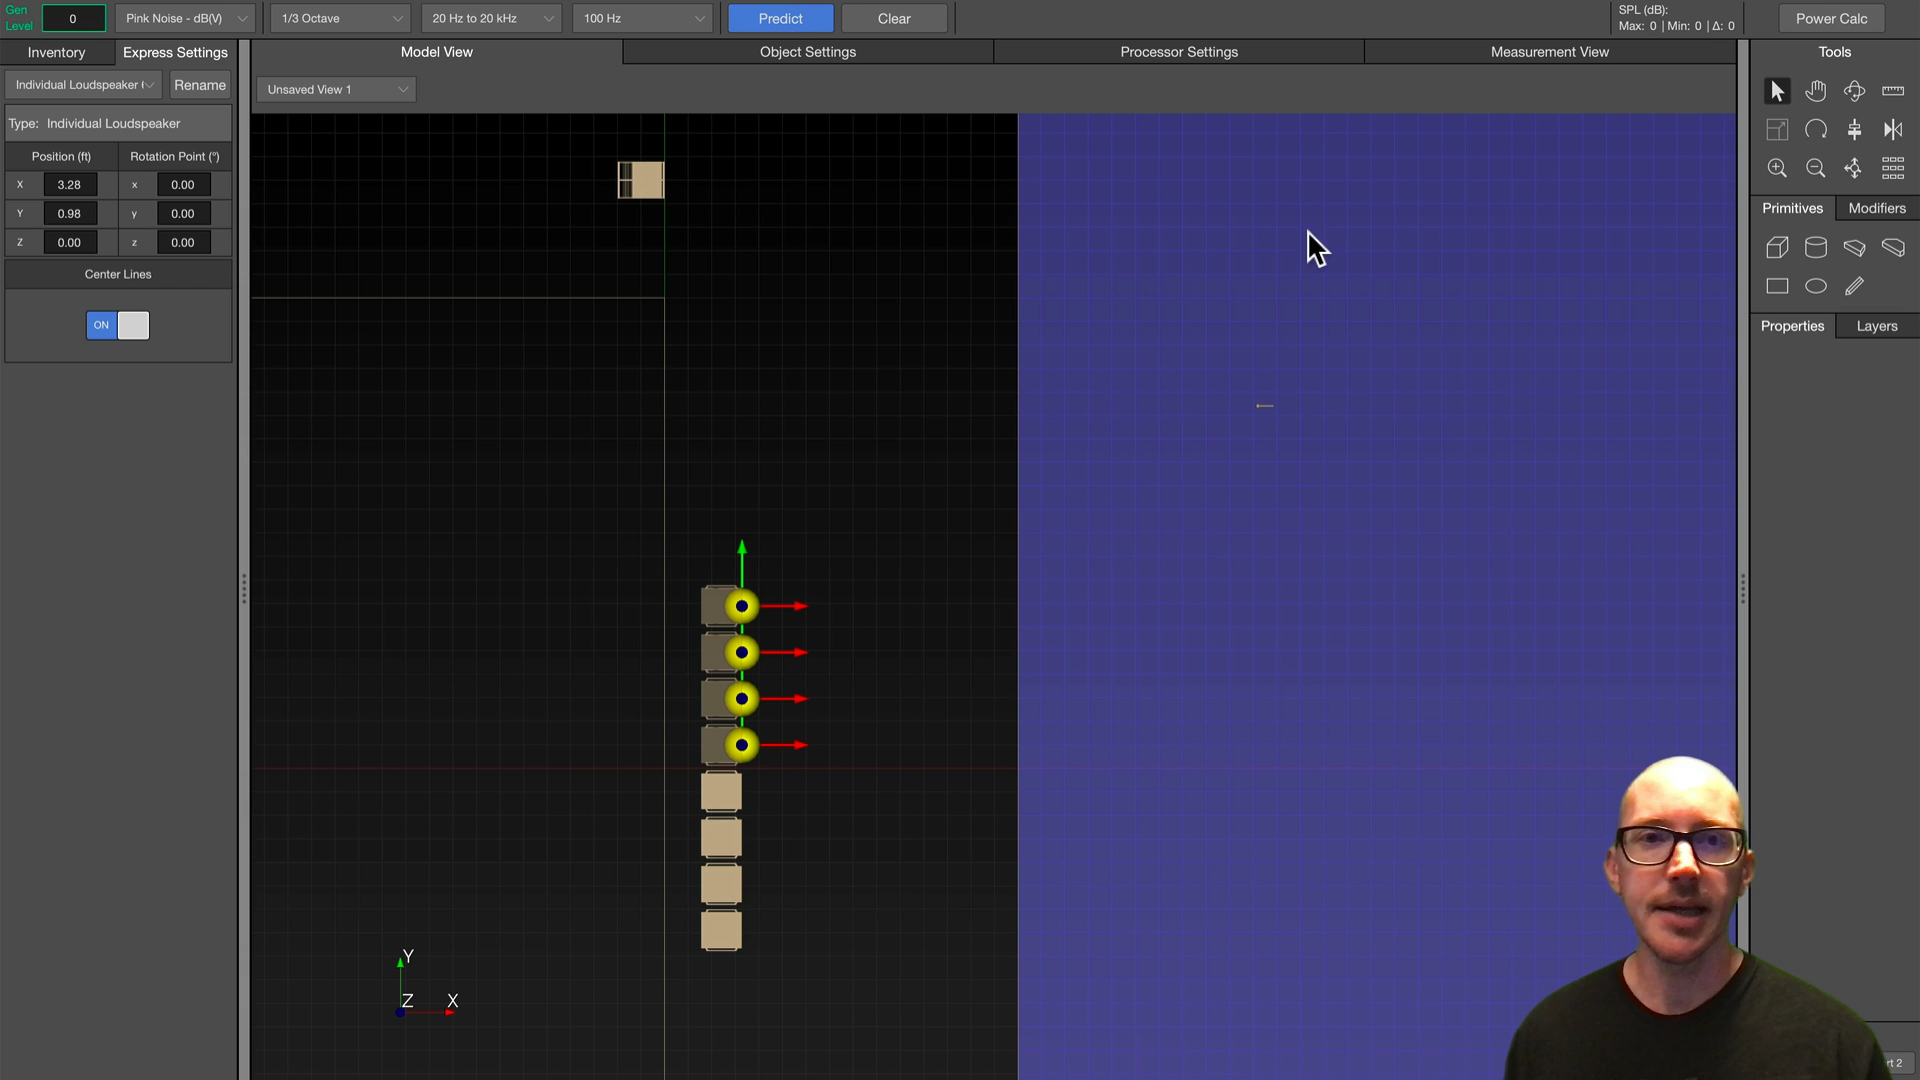 Gen
Level
0
Pink Noise - dB(V)
1/3 Octave
20 Hz to 20 kHz
100 Hz
Predict
Clear
SPL (dB):
Max: 0 | Min: 0 | Δ: 0
Power Calc
Inventory
Express Settings
Model View
Object Settings
Processor Settings
Measurement View
Tools
Individual Loudspeaker
Rename
Unsaved View 1
Type: Individual Loudspeaker
Position (ft)
Rotation Point (°)
X 3.28 x 0.00
Y 0.98 y 0.00
Z 0.00 z 0.00
Center Lines
ON
Primitives
Modifiers
Properties
Layers
Y
Z
X
rt 2